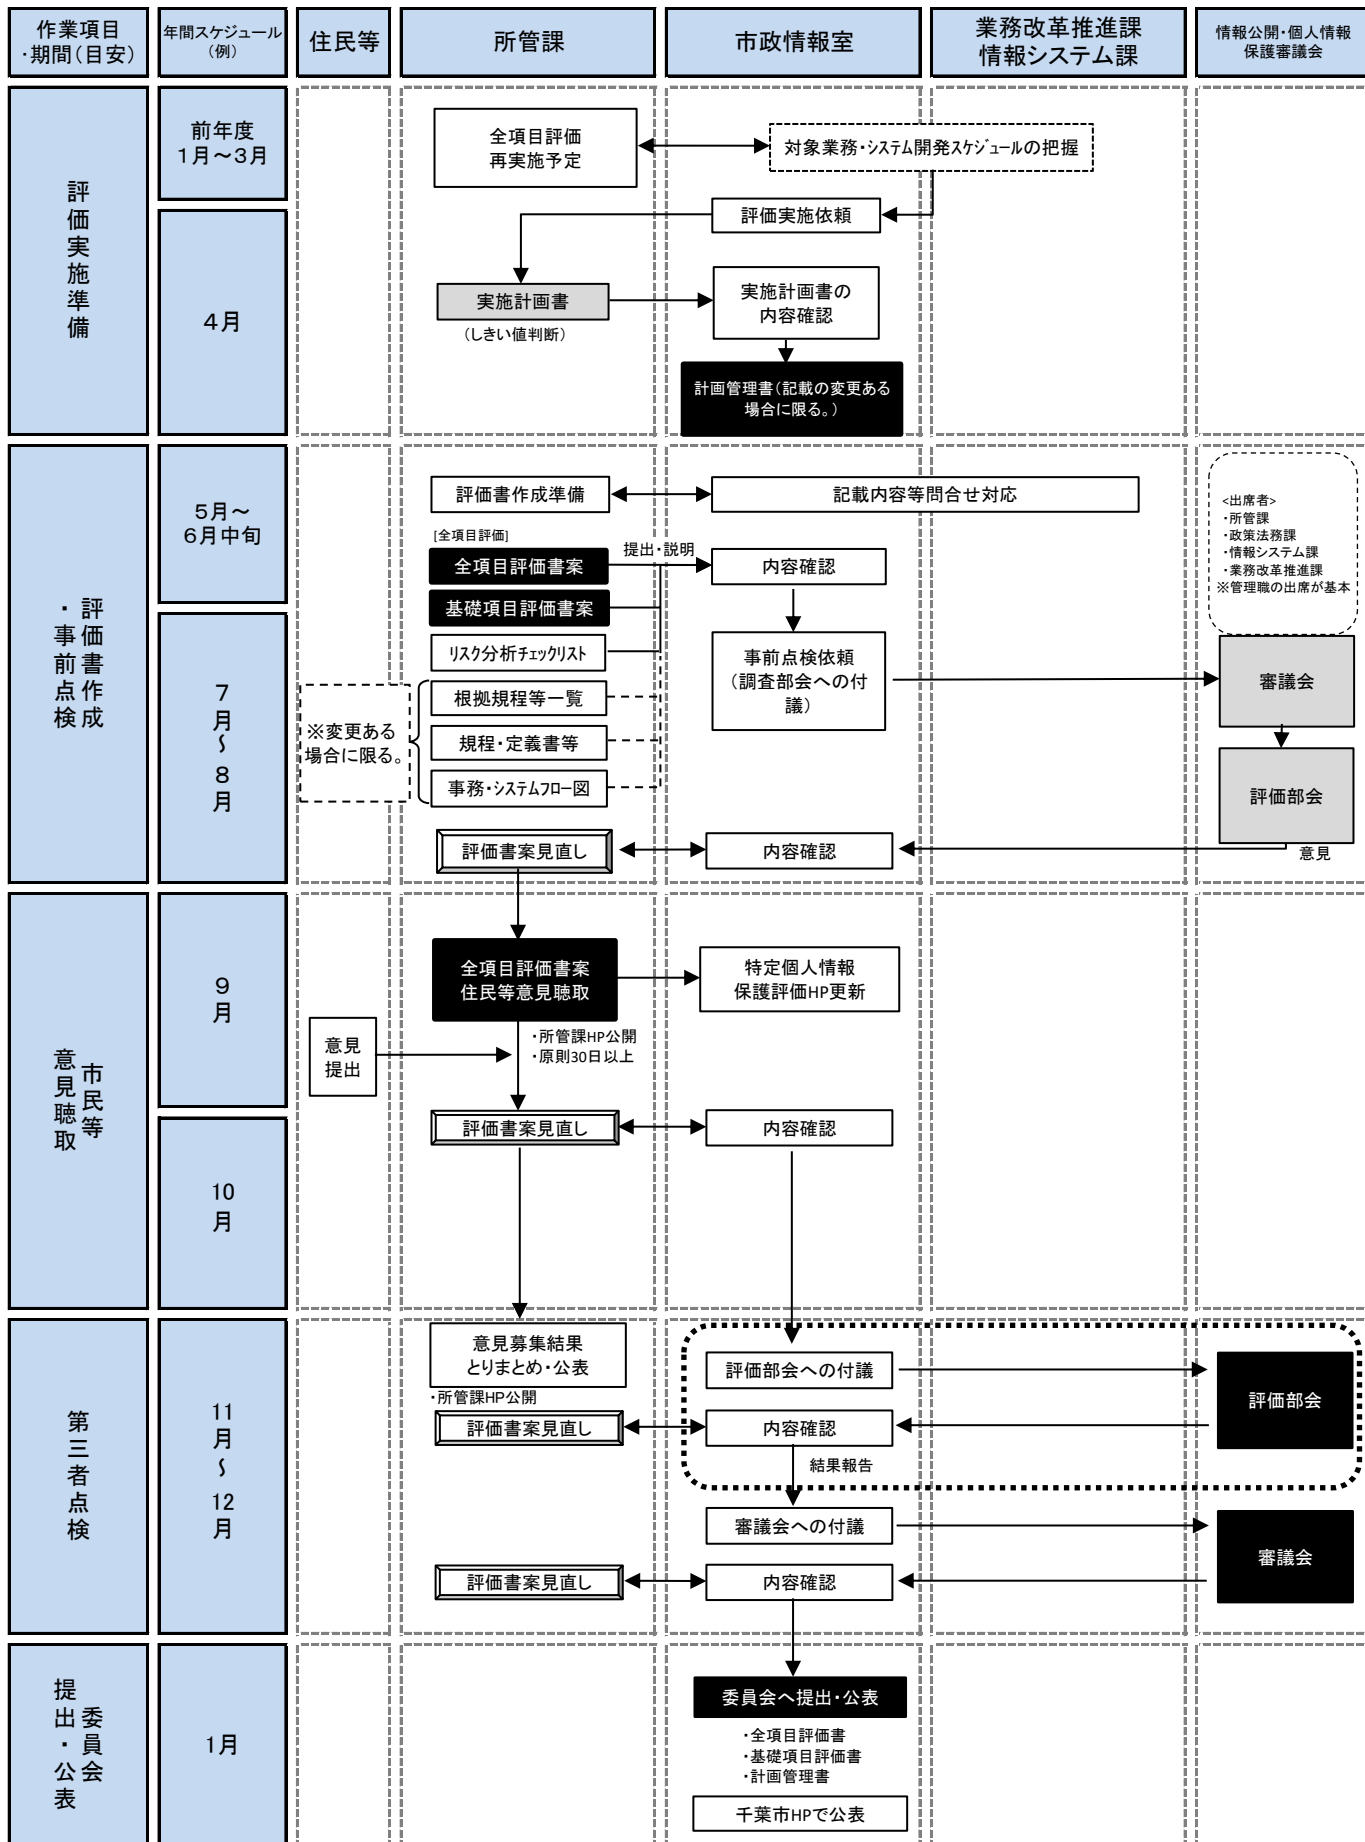 作業項目
・期間（目安）
年間スケジュール
（例）
住民等
所管課
市政情報室
業務改革推進課
情報システム課
情報公開・個人情報
保護審議会
評価実施準備
前年度
1月～3月
全項目評価
再実施予定
対象業務・システム開発スケジュールの把握
評価実施依頼
4月
実施計画書
（しきい値判断）
実施計画書の
内容確認
計画管理書（記載の変更ある
場合に限る。）
評価書作成
・事前点検
5月～
6月中旬
評価書作成準備
記載内容等問合せ対応
<出席者>
・所管課
・政策法務課
・情報システム課
・業務改革推進課
※管理職の出席が基本
[全項目評価]
全項目評価書案
提出・説明
内容確認
基礎項目評価書案
7
月
～
8
月
リスク分析チェックリスト
事前点検依頼
（調査部会への付
議）
審議会
※変更ある
場合に限る。
根拠規程等一覧
規程・定義書等
事務・システムフロー図
評価部会
意見
評価書案見直し
内容確認
市民等
意見聴取
9
月
全項目評価書案
住民等意見聴取
特定個人情報
保護評価HP更新
意見
提出
・所管課HP公開
・原則30日以上
評価書案見直し
内容確認
10
月
第三者点検
11
月
～
12
月
意見募集結果
とりまとめ・公表
・所管課HP公開
評価部会への付議
評価部会
評価書案見直し
内容確認
結果報告
審議会への付議
審議会
評価書案見直し
内容確認
委員会
提出・公表
1月
委員会へ提出・公表
・全項目評価書
・基礎項目評価書
・計画管理書
千葉市HPで公表